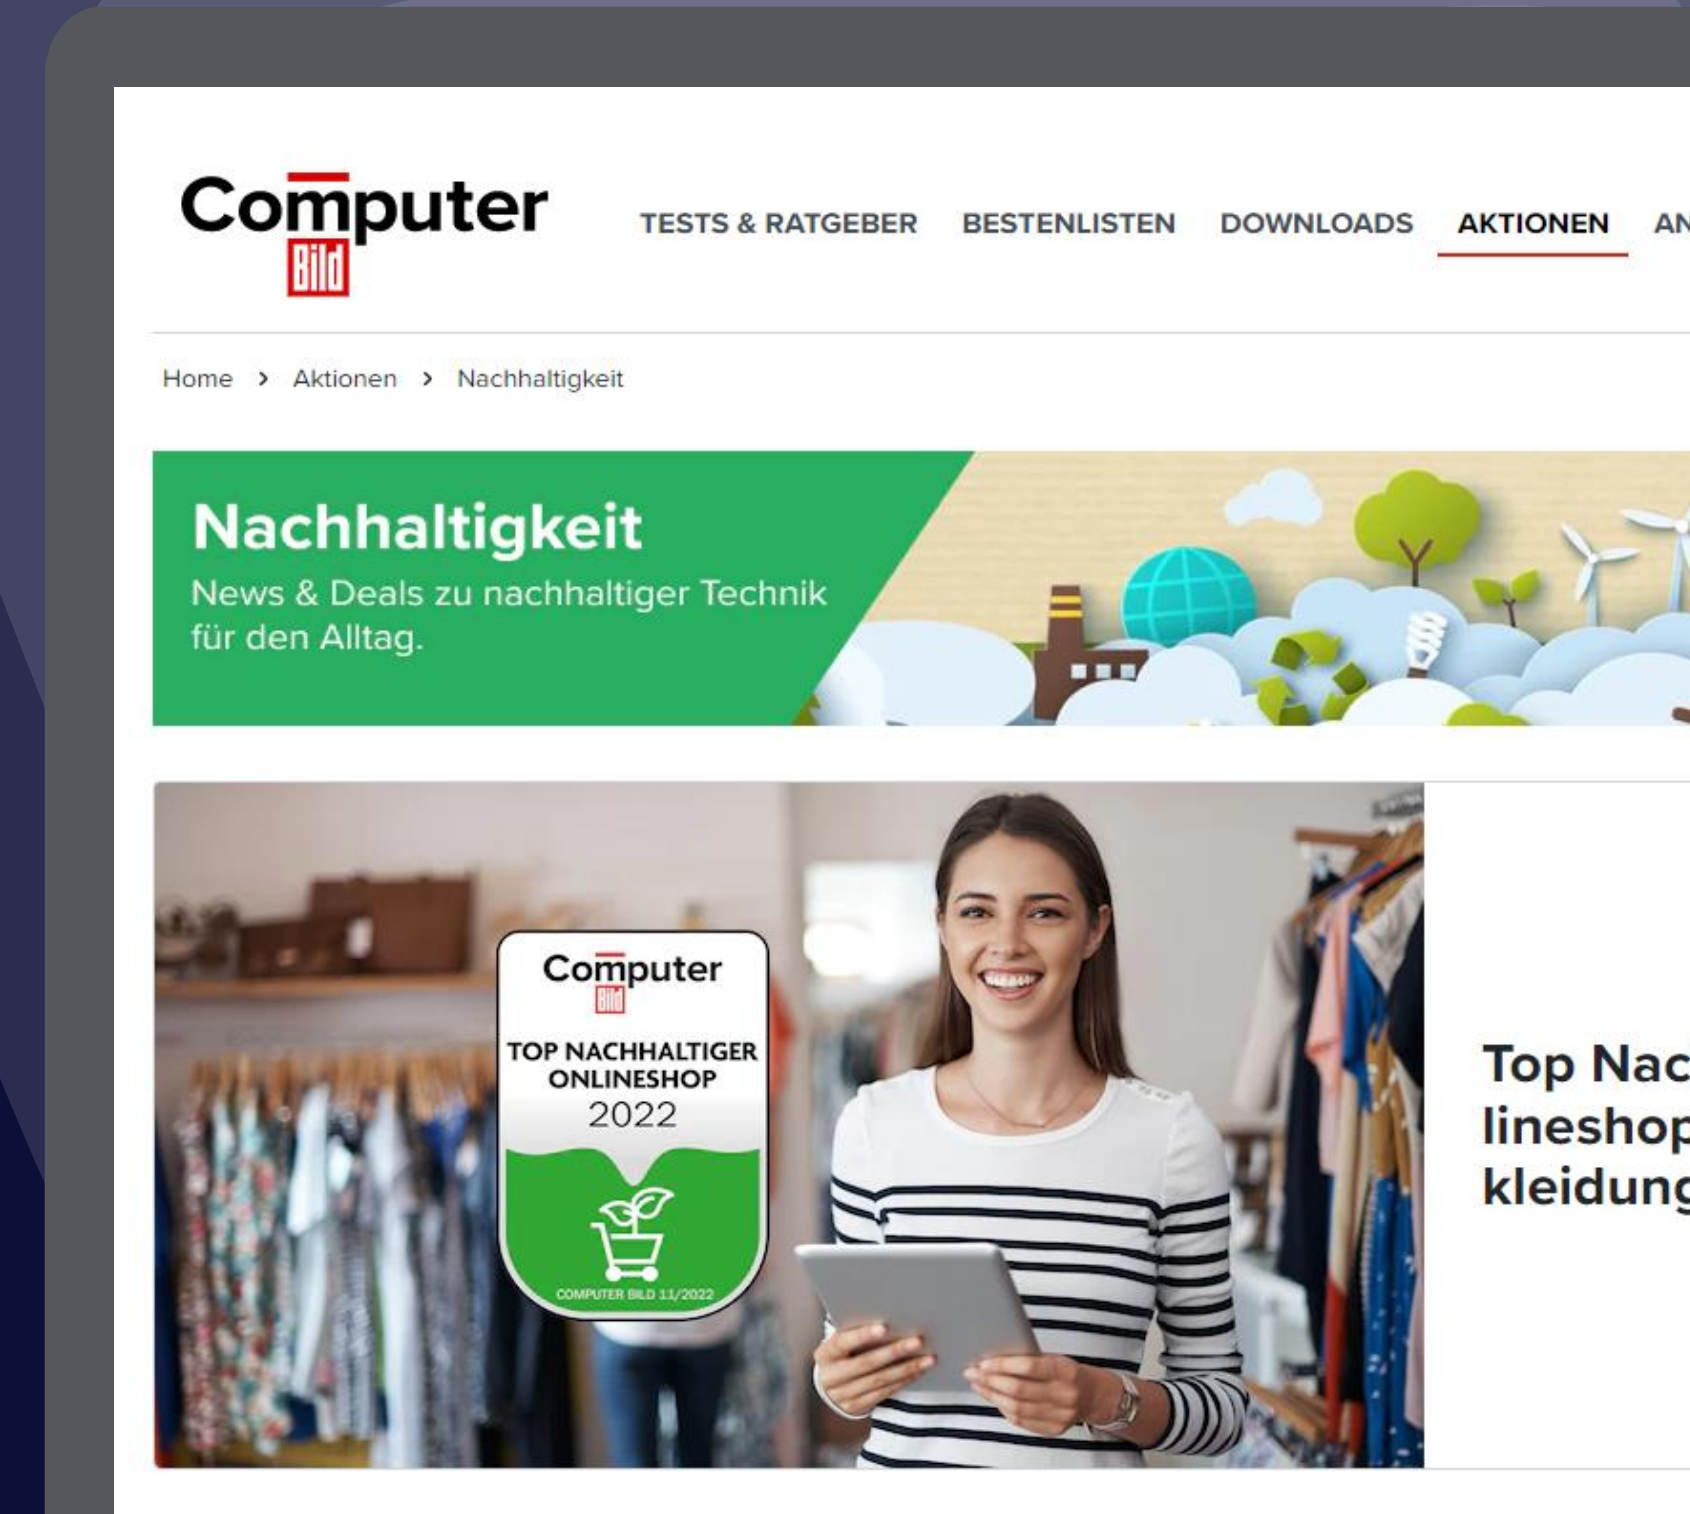 Computer
Bild
TESTS & RATGEBER BESTENLISTEN DOWNLOADS AKTIONEN AN
Home > Aktionen > Nachhaltigkeit
Nachhaltigkeit
News & Deals zu nachhaltiger Technik
für den Alltag.
Computer
Bild
TOP NACHHALTIGER
ONLINESHOP
2022
COMPUTER BILD 11/2022
Top Nac
lineshop
kleidung